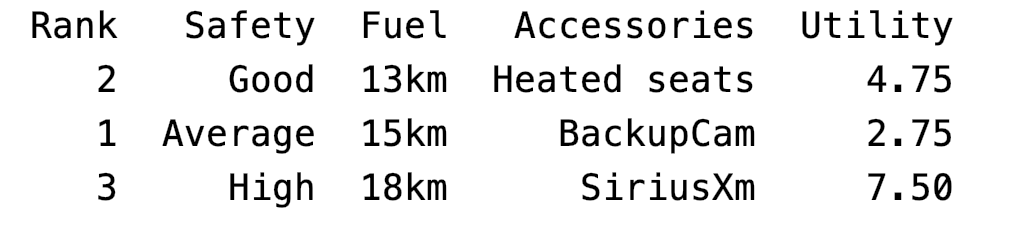 Rank Safety Fuel Accessories Utility
2 Good 13km Heated seats 4.75
1 Average 15km BackupCam 2.75
3 High 18km SiriusXm 7.50